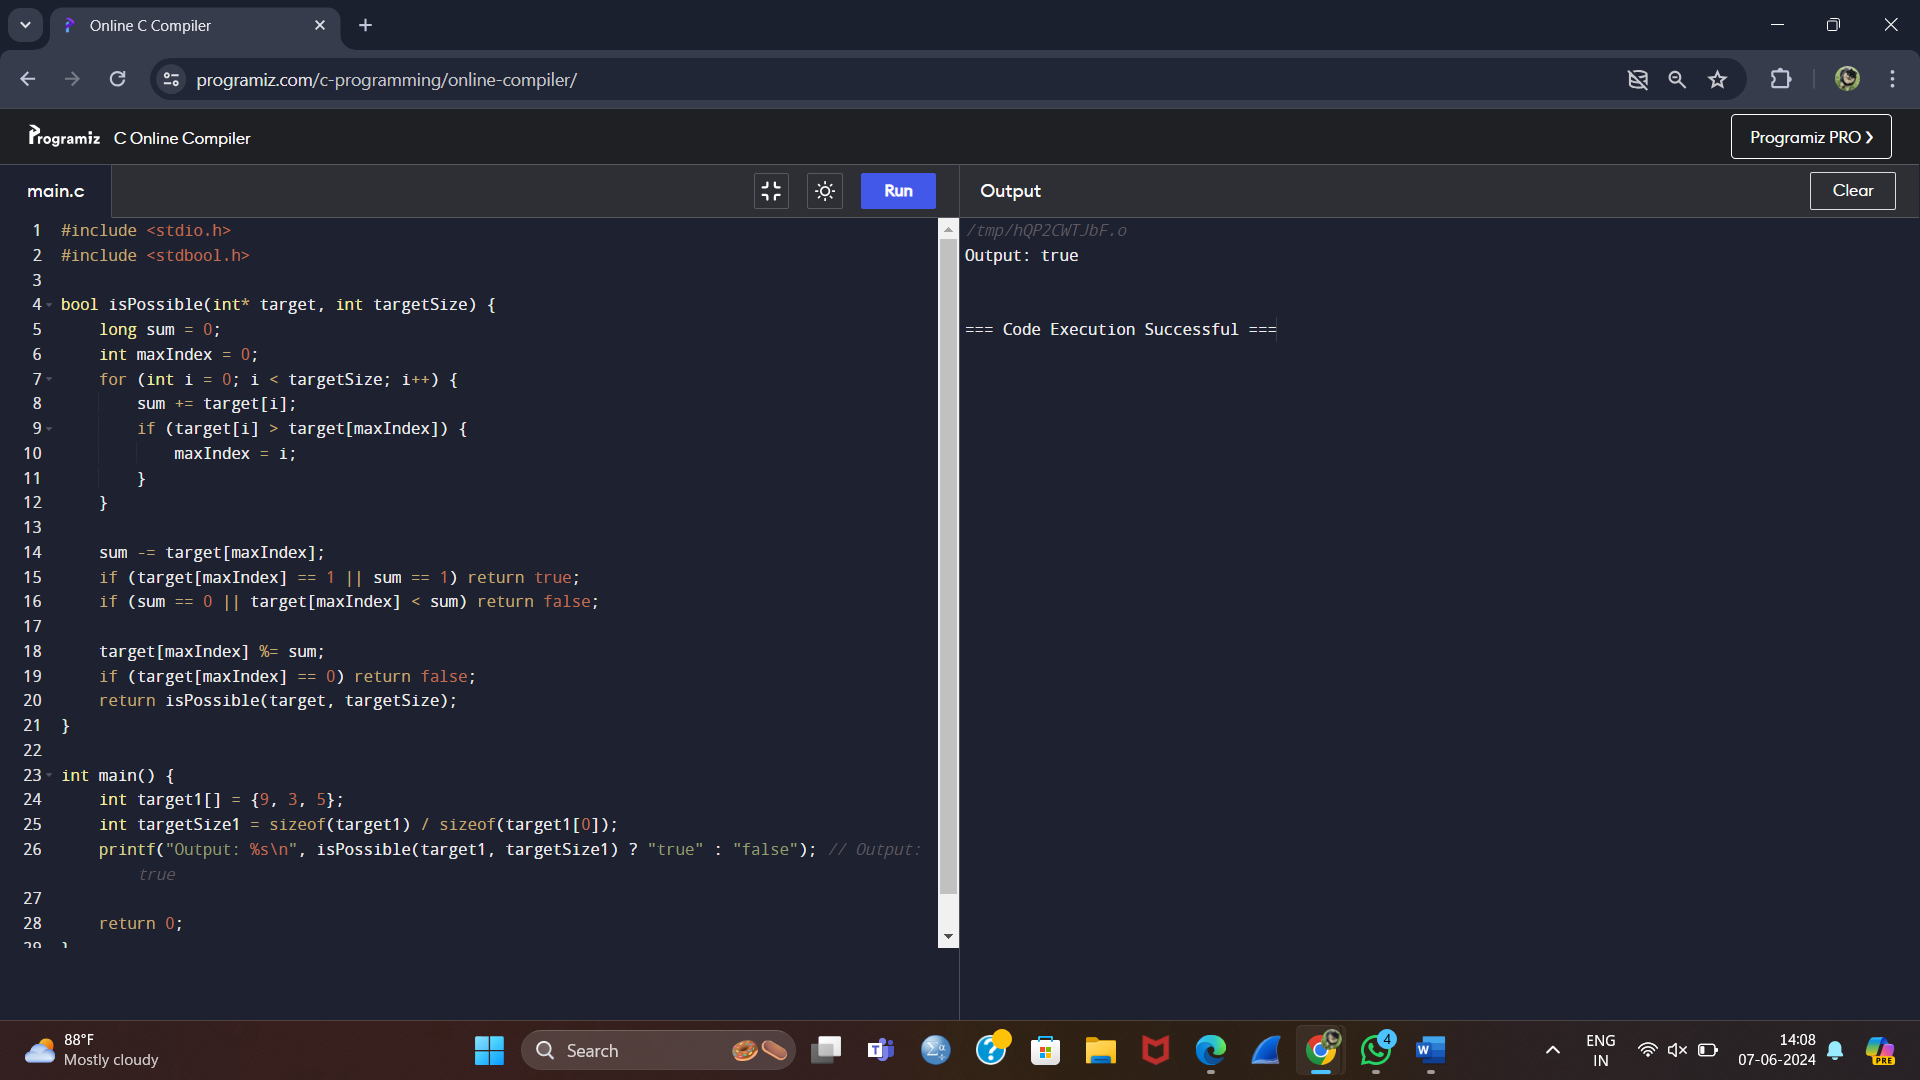 Online C Compiler
programiz.com/c-programming/online-compiler/
Programiz C Online Compiler
Programiz PRO ❯
main.c
Run
Output
Clear
1 #include <stdio.h>
2 #include <stdbool.h>
3
4 bool isPossible(int* target, int targetSize) {
5 long sum = 0;
6 int maxIndex = 0;
7 for (int i = 0; i < targetSize; i++) {
8 sum += target[i];
9 if (target[i] > target[maxIndex]) {
10 maxIndex = i;
11 }
12 }
13
14 sum -= target[maxIndex];
15 if (target[maxIndex] == 1 || sum == 1) return true;
16 if (sum == 0 || target[maxIndex] < sum) return false;
17
18 target[maxIndex] %= sum;
19 if (target[maxIndex] == 0) return false;
20 return isPossible(target, targetSize);
21 }
22
23 int main() {
24 int target1[] = {9, 3, 5};
25 int targetSize1 = sizeof(target1) / sizeof(target1[0]);
26 printf("Output: %s\n", isPossible(target1, targetSize1) ? "true" : "false"); // Output:
true
27
28 return 0;
29 }
/tmp/hQP2CWTJbF.o
Output: true
=== Code Execution Successful ===
88°F
Mostly cloudy
Search
4
ENG
IN
14:08
07-06-2024
PRE